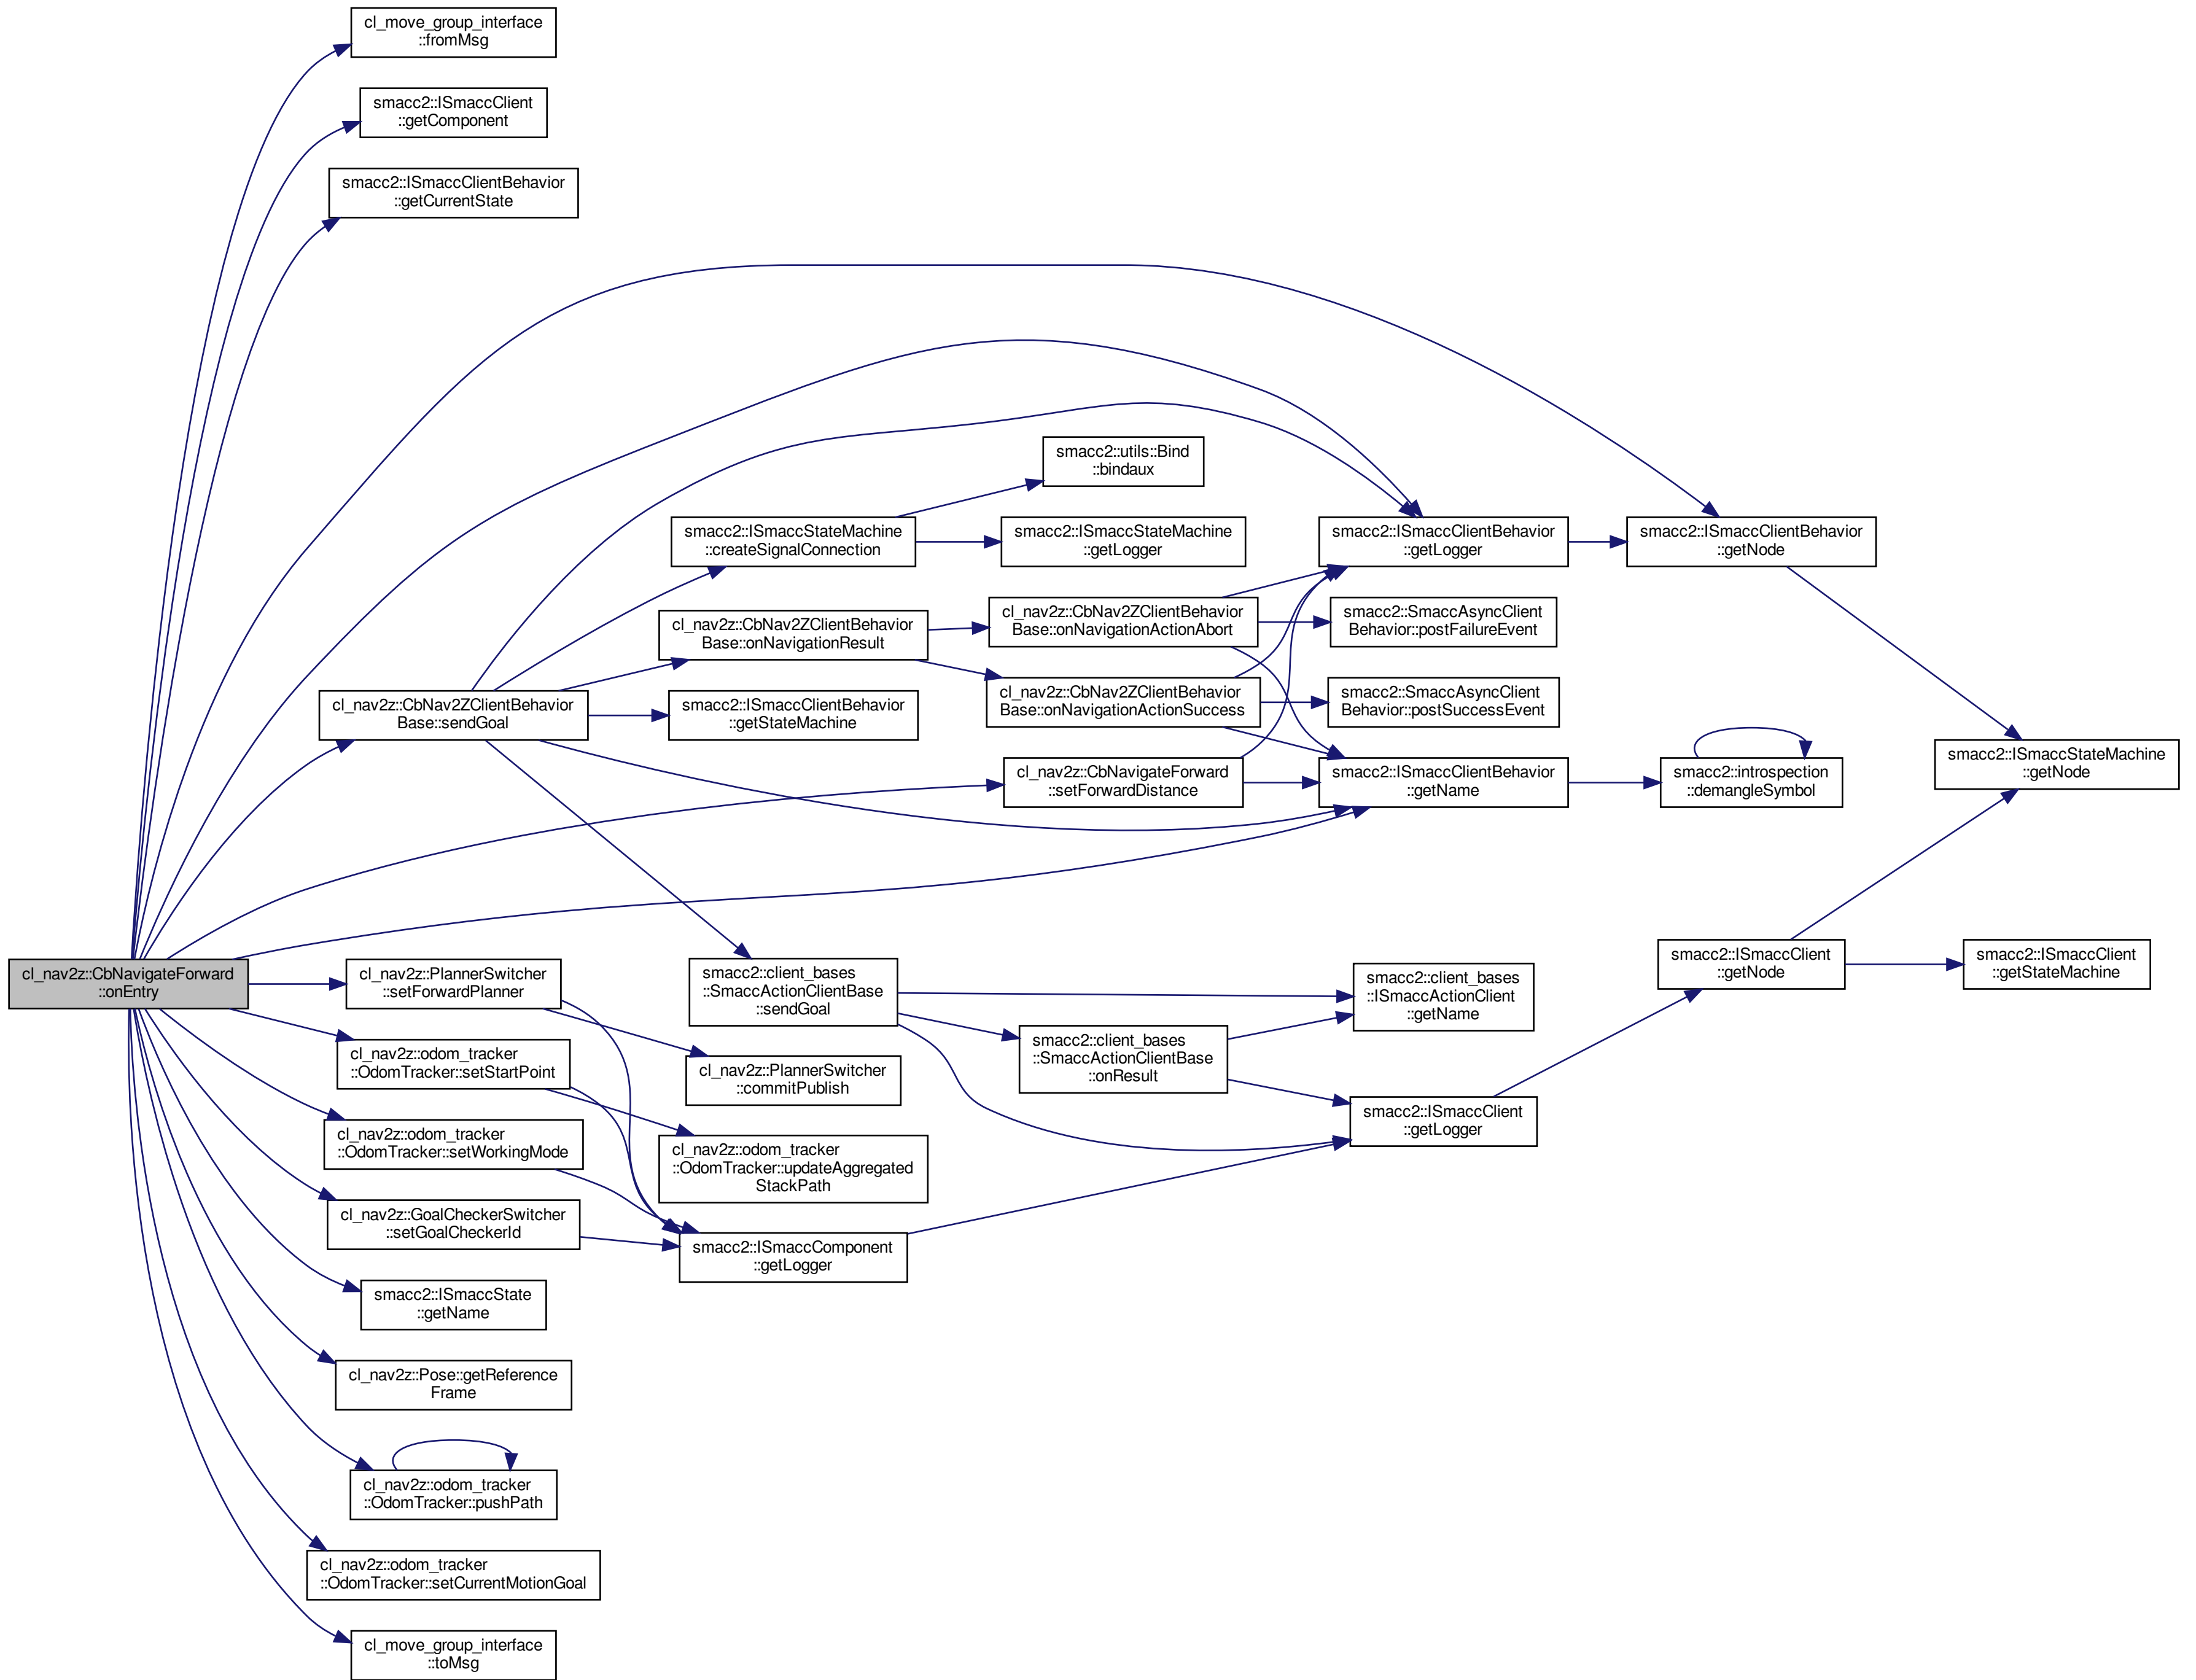 cl_move_group_interface
::fromMsg
smacc2::ISmaccClient
::getComponent
smacc2::ISmaccClientBehavior
::getCurrentState
smacc2::utils::Bind
::bindaux
smacc2::ISmaccStateMachine
::createSignalConnection
smacc2::ISmaccStateMachine
::getLogger
smacc2::ISmaccClientBehavior
::getLogger
smacc2::ISmaccClientBehavior
::getNode
cl_nav2z::CbNav2ZClientBehavior
Base::onNavigationResult
cl_nav2z::CbNav2ZClientBehavior
Base::onNavigationActionAbort
smacc2::SmaccAsyncClient
Behavior::postFailureEvent
cl_nav2z::CbNav2ZClientBehavior
Base::sendGoal
smacc2::ISmaccClientBehavior
::getStateMachine
cl_nav2z::CbNav2ZClientBehavior
Base::onNavigationActionSuccess
smacc2::SmaccAsyncClient
Behavior::postSuccessEvent
smacc2::ISmaccStateMachine
::getNode
cl_nav2z::CbNavigateForward
::setForwardDistance
smacc2::ISmaccClientBehavior
::getName
smacc2::introspection
::demangleSymbol
cl_nav2z::CbNavigateForward
::onEntry
cl_nav2z::PlannerSwitcher
::setForwardPlanner
smacc2::client_bases
::SmaccActionClientBase
::sendGoal
smacc2::client_bases
::ISmaccActionClient
::getName
smacc2::ISmaccClient
::getNode
smacc2::ISmaccClient
::getStateMachine
cl_nav2z::odom_tracker
::OdomTracker::setStartPoint
cl_nav2z::PlannerSwitcher
::commitPublish
smacc2::client_bases
::SmaccActionClientBase
::onResult
smacc2::ISmaccClient
::getLogger
cl_nav2z::odom_tracker
::OdomTracker::setWorkingMode
cl_nav2z::odom_tracker
::OdomTracker::updateAggregated
StackPath
cl_nav2z::GoalCheckerSwitcher
::setGoalCheckerId
smacc2::ISmaccComponent
::getLogger
smacc2::ISmaccState
::getName
cl_nav2z::Pose::getReference
Frame
cl_nav2z::odom_tracker
::OdomTracker::pushPath
cl_nav2z::odom_tracker
::OdomTracker::setCurrentMotionGoal
cl_move_group_interface
::toMsg